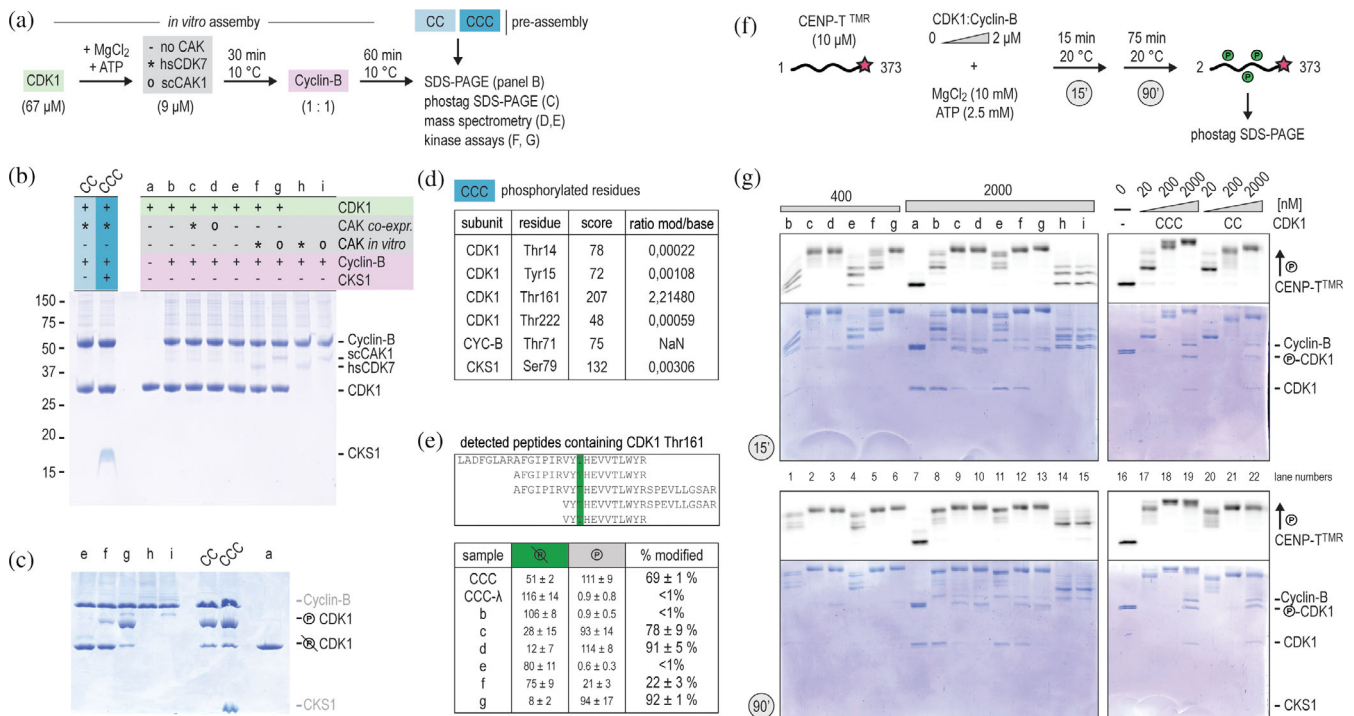 (a)
in vitro assemby
+ MgCl2
+ ATP
- no CAK
* hsCDK7
o scCAK1
30 min
10 °C
60 min
10 °C
CDK1
(67 µM)
(9 µM)
Cyclin-B
(1 : 1)
CC CCC pre-assembly
SDS-PAGE (panel B)
phostag SDS-PAGE (C)
mass spectrometry (D,E)
kinase assays (F, G)
(b)
CC CCC a b c d e f g h i
+ + + + + + + + + + CDK1
* * * o CAK co-expr.
- - - - - - - * o * o CAK in vitro
+ + - + + + + + + + + Cyclin-B
- + CKS1
150
75
50
37
25
20
15
Cyclin-B
scCAK1
hsCDK7
CDK1
CKS1
(c)
e f g h i CC CCC a
Cyclin-B
P CDK1
P CDK1
CKS1
(d)
CCC phosphorylated residues
subunit residue score ratio mod/base
CDK1 Thr14 78 0,00022
CDK1 Tyr15 72 0,00108
CDK1 Thr161 207 2,21480
CDK1 Thr222 48 0,00059
CYC-B Thr71 75 NaN
CKS1 Ser79 132 0,00306
(e)
detected peptides containing CDK1 Thr161
LADFGLARAFGIPIRVYTHEVVTLWYR
AFGIPIRVYTHEVVTLWYR
AFGIPIRVYTHEVVTLWYRSPEVLLGSAR
VYTHEVVTLWYRSPEVLLGSAR
VYTHEVVTLWYR
sample P P % modified
CCC 51 ± 2 111 ± 9 69 ± 1 %
CCC-λ 116 ± 14 0.9 ± 0.8 <1%
b 106 ± 8 0.9 ± 0.5 <1%
c 28 ± 15 93 ± 14 78 ± 9 %
d 12 ± 7 114 ± 8 91 ± 5 %
e 80 ± 11 0.6 ± 0.3 <1%
f 75 ± 9 21 ± 3 22 ± 3 %
g 8 ± 2 94 ± 17 92 ± 1 %
(f)
CENP-T TMR
(10 µM)
1 373
CDK1:Cyclin-B
0 2 µM
+
MgCl2 (10 mM)
ATP (2.5 mM)
15 min
20 °C
15'
75 min
20 °C
90'
P P P
2 373
phostag SDS-PAGE
(g)
400 2000
b c d e f g a b c d e f g h i
0 20 200 2000 20 200 2000 [nM]
- CCC CC CDK1
P
CENP-TTMR
Cyclin-B
P-CDK1
CDK1
15'
1 2 3 4 5 6 7 8 9 10 11 12 13 14 15 16 17 18 19 20 21 22 lane numbers
P
CENP-TTMR
Cyclin-B
P-CDK1
CDK1
CKS1
90'